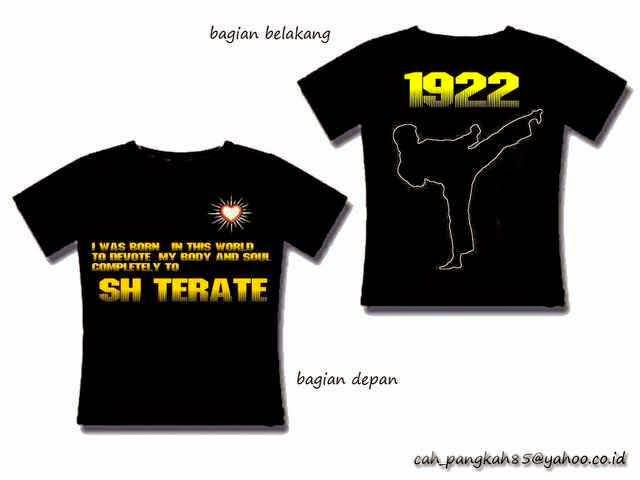 bagian belakang
1922
I WAS BORN IN THIS WORLD
TO DEVOTE MY BODY AND SOUL
COMPLETELY TO
SH TERATE
bagian depan
cah_pangkah85@yahoo.co.id